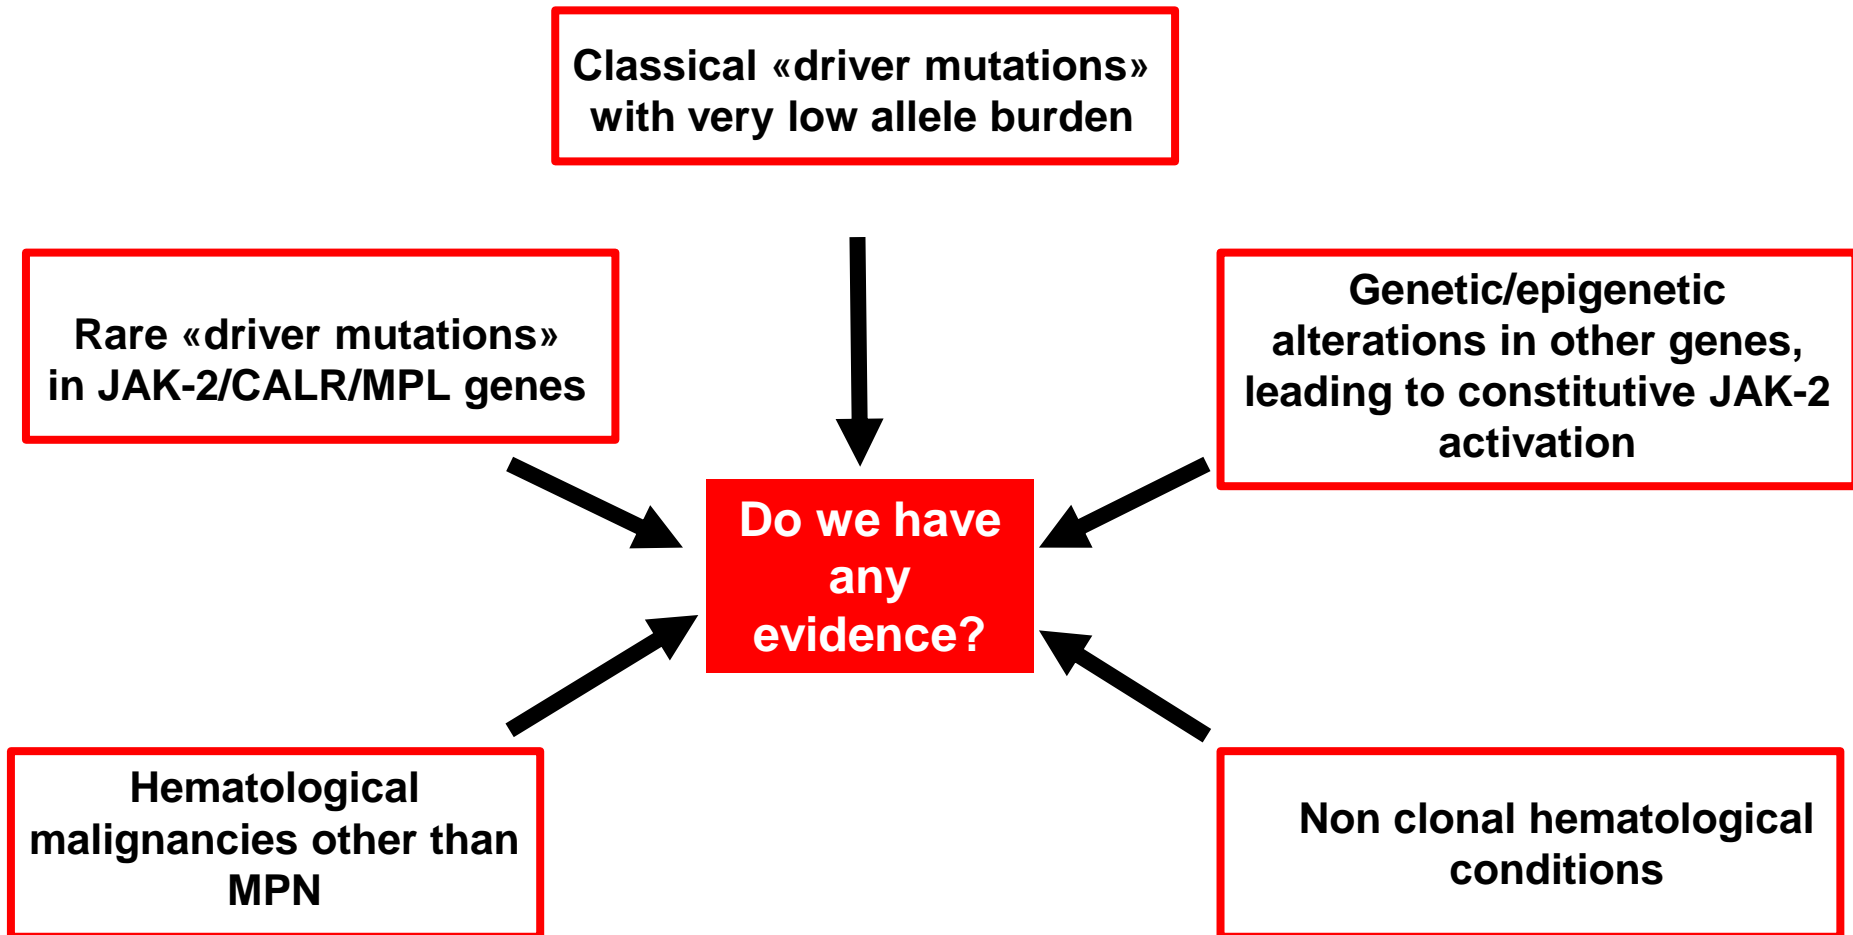 Classical «driver mutations»
with very low allele burden
Rare «driver mutations»
in JAK-2/CALR/MPL genes
Genetic/epigenetic
alterations in other genes,
leading to constitutive JAK-2
activation
Do we have
any
evidence?
Hematological
malignancies other than
MPN
Non clonal hematological
conditions